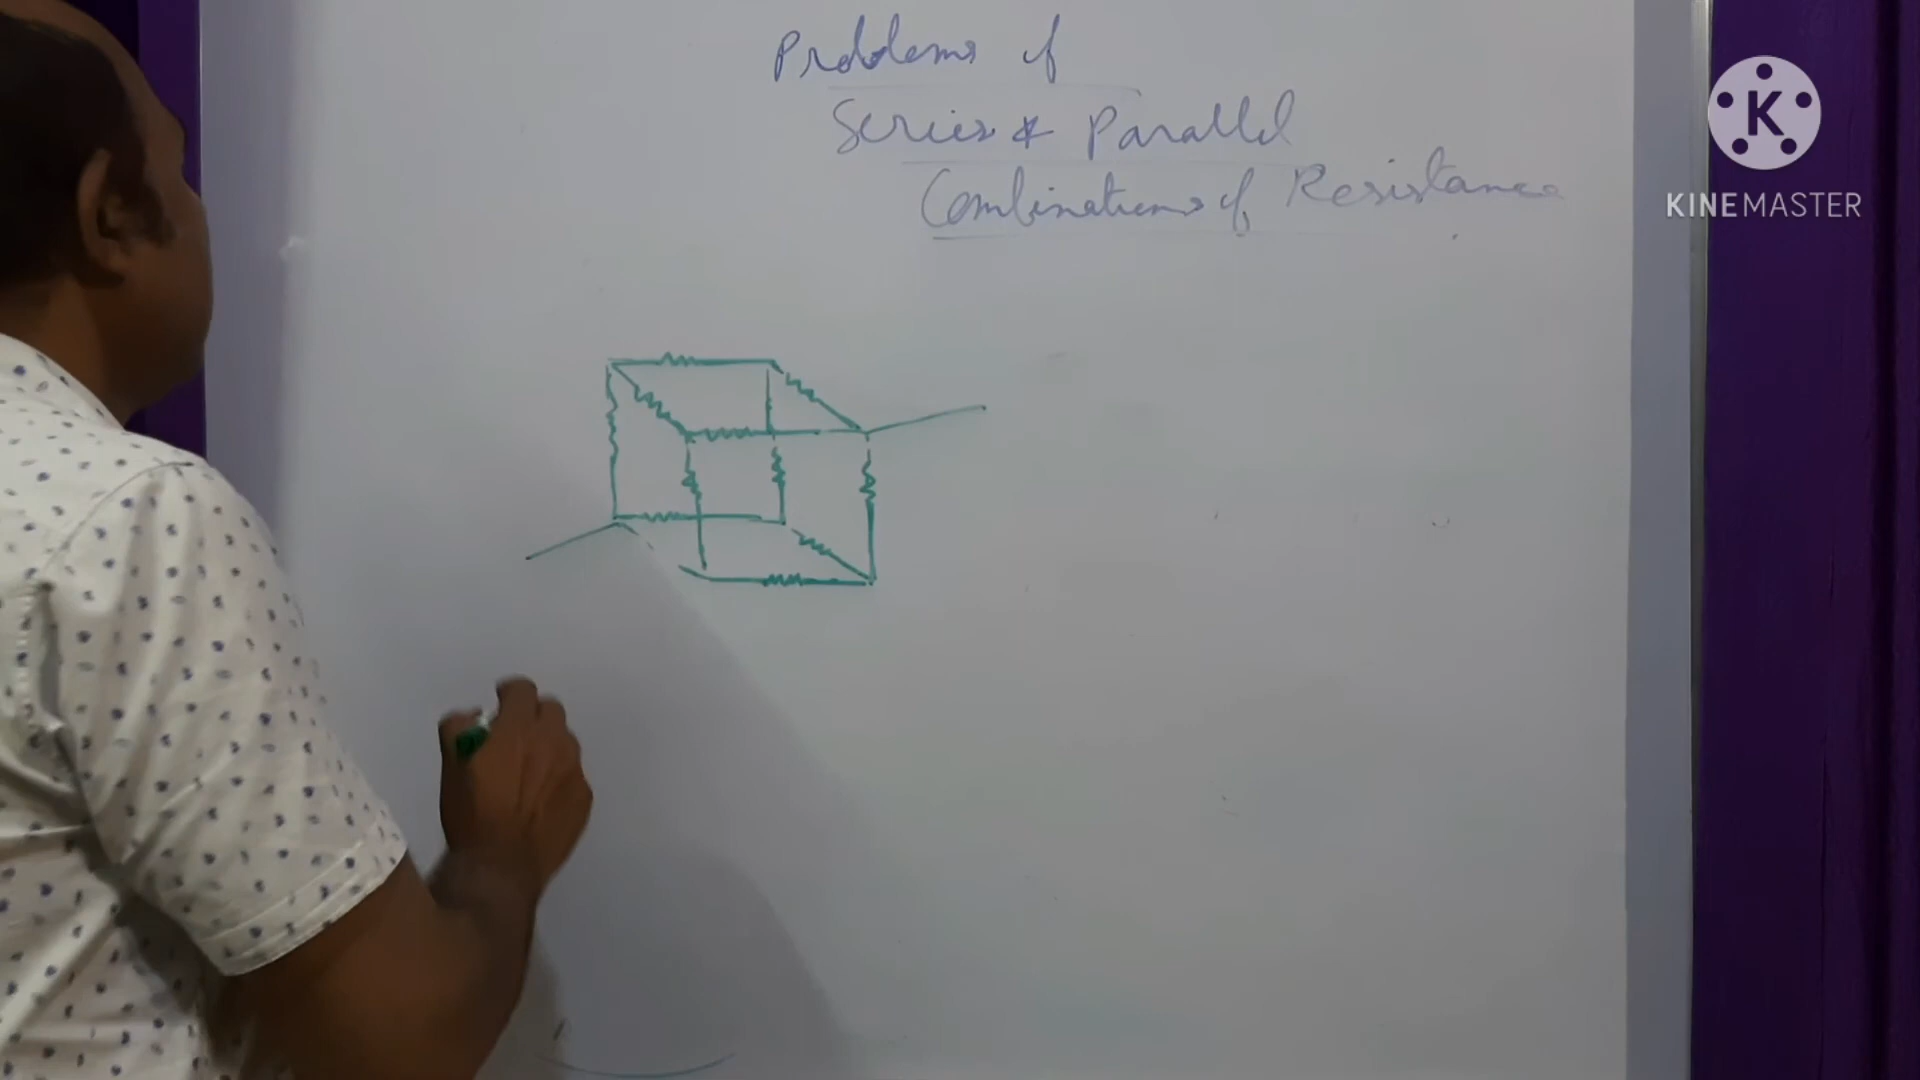 Problems of
Series & Parallel
Combinations of Resistance
K
KINEMASTER